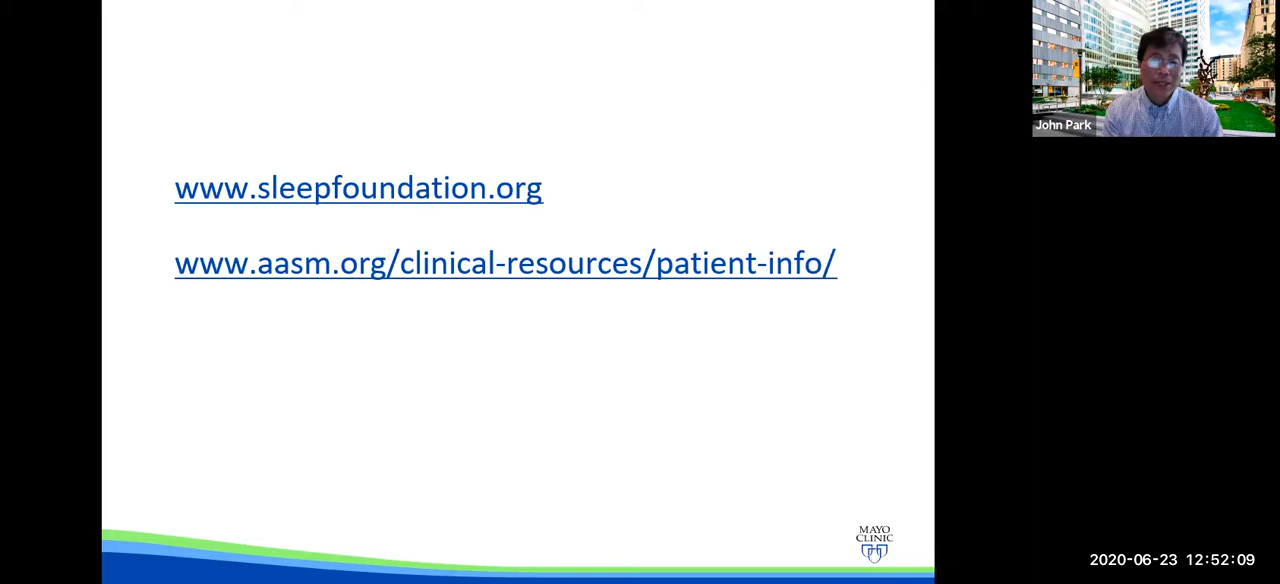 www.sleepfoundation.org
www.aasm.org/clinical-resources/patient-info/
John Park
MAYO
CLINIC
2020-06-23 12:52:09